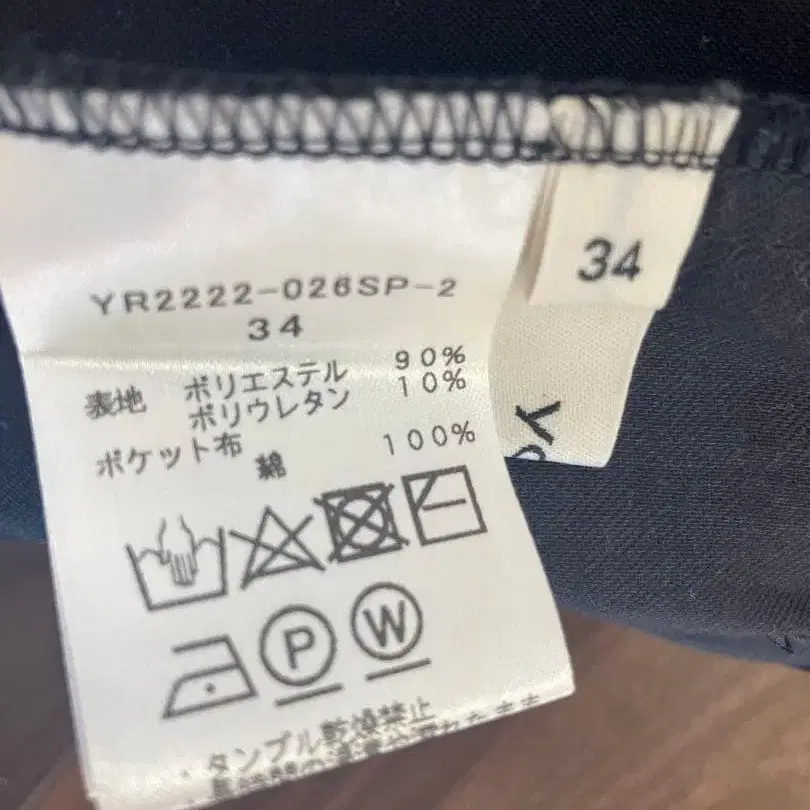 34
YR2222-026SP-2
34
表地 ポリエステル 90%
ポリウレタン 10%
ポケット布
綿 100%
P W
・タンブル乾燥禁止